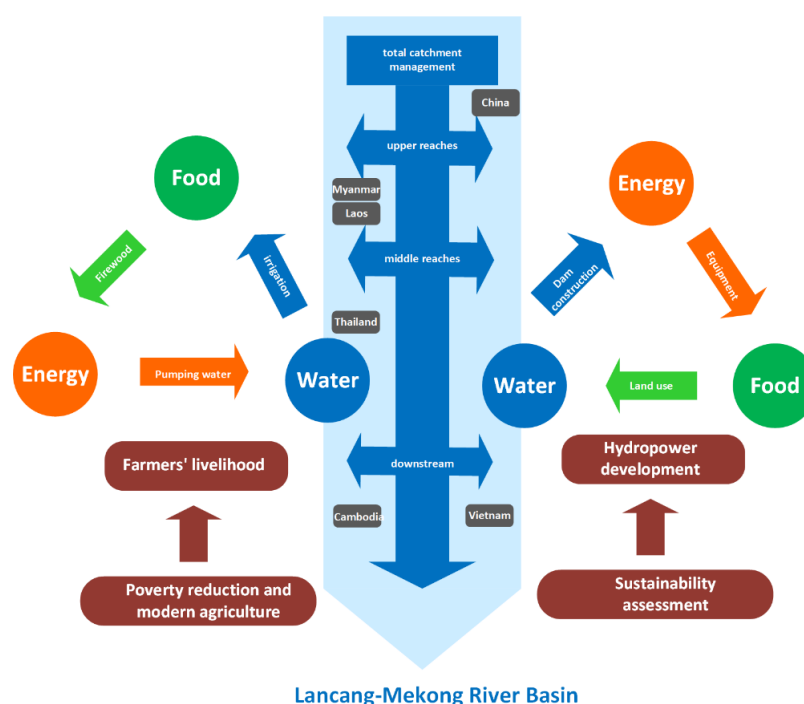 total catchment
management
China
upper reaches
Food
Energy
Myanmar
Laos
Firewood
irrigation
middle reaches
Dam
construction
Equipment
Thailand
Energy
Pumping water
Water
Water
Land use
Food
Farmers' livelihood
downstream
Hydropower
development
Cambodia
Vietnam
Poverty reduction and
modern agriculture
Sustainability
assessment
Lancang-Mekong River Basin